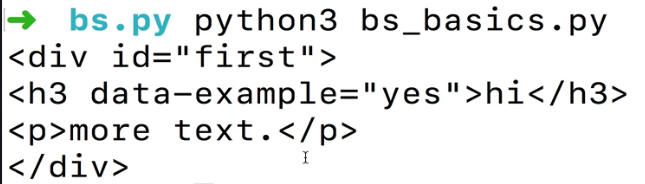 ➜ bs.py python3 bs_basics.py
<div id="first">
<h3 data-example="yes">hi</h3>
<p>more text.</p>
</div>